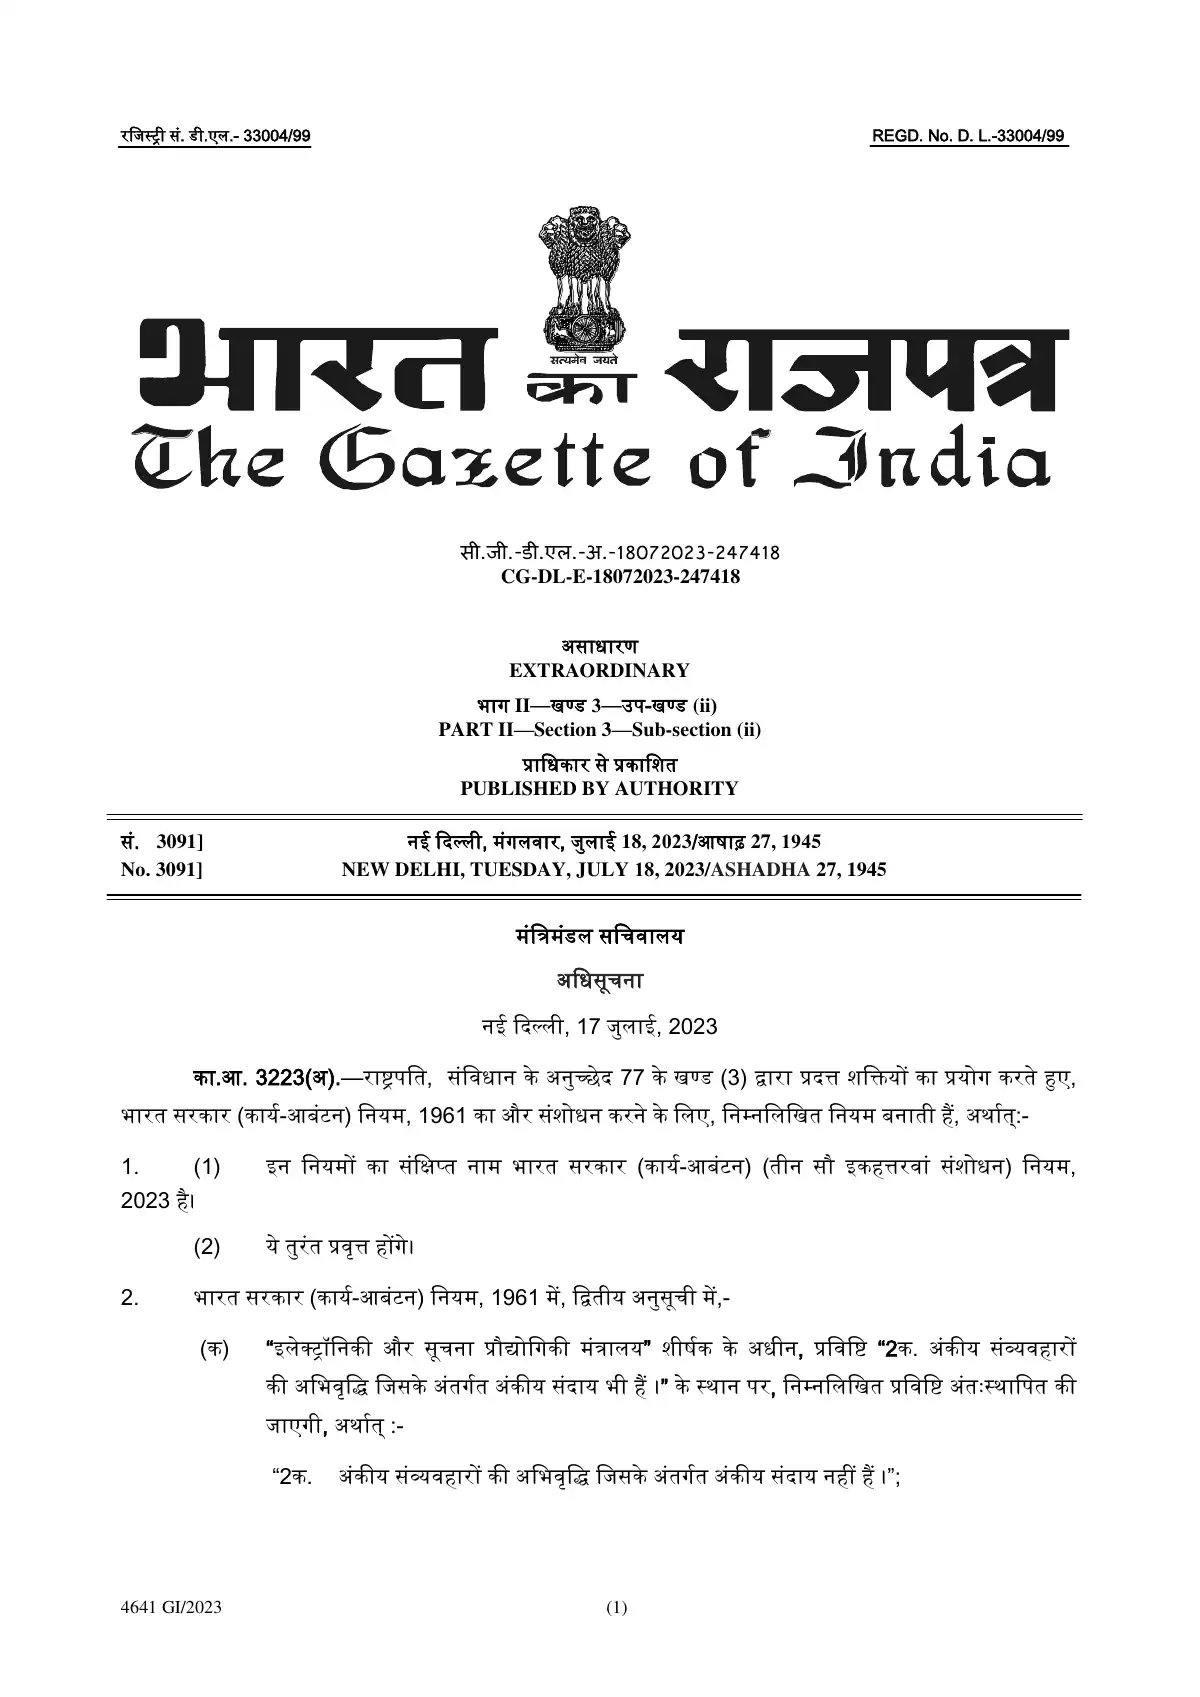 रजिस्ट्री सं. डी.एल.- 33004/99
REGD. No. D. L.-33004/99
सत्यमेव जयते
भारत का राजपत्र
The Gazette of India
सी.जी.-डी.एल.-अ.-18072023-247418
CG-DL-E-18072023-247418
असाधारण
EXTRAORDINARY
भाग II—खण्ड 3—उप-खण्ड (ii)
PART II—Section 3—Sub-section (ii)
प्राधिकार से प्रकाशित
PUBLISHED BY AUTHORITY
सं. 3091] नई दिल्ली, मंगलवार, जुलाई 18, 2023/आषाढ़ 27, 1945
No. 3091] NEW DELHI, TUESDAY, JULY 18, 2023/ASHADHA 27, 1945
मंत्रिमंडल सचिवालय
अधिसूचना
नई दिल्ली, 17 जुलाई, 2023
का.आ. 3223(अ).—राष्ट्रपति, संविधान के अनुच्छेद 77 के खण्ड (3) द्वारा प्रदत्त शक्तियों का प्रयोग करते हुए,
भारत सरकार (कार्य-आबंटन) नियम, 1961 का और संशोधन करने के लिए, निम्नलिखित नियम बनाती हैं, अर्थात्:-
1. (1) इन नियमों का संक्षिप्त नाम भारत सरकार (कार्य-आबंटन) (तीन सौ इकहत्तरवां संशोधन) नियम,
2023 है।
(2) ये तुरंत प्रवृत्त होंगे।
2. भारत सरकार (कार्य-आबंटन) नियम, 1961 में, द्वितीय अनुसूची में,-
(क) “इलेक्ट्रॉनिकी और सूचना प्रौद्योगिकी मंत्रालय” शीर्षक के अधीन, प्रविष्टि “2क. अंकीय संव्यवहारों
की अभिवृद्धि जिसके अंतर्गत अंकीय संदाय भी हैं ।” के स्थान पर, निम्नलिखित प्रविष्टि अंतःस्थापित की
जाएगी, अर्थात् :-
“2क. अंकीय संव्यवहारों की अभिवृद्धि जिसके अंतर्गत अंकीय संदाय नहीं हैं ।”;
4641 GI/2023 (1)